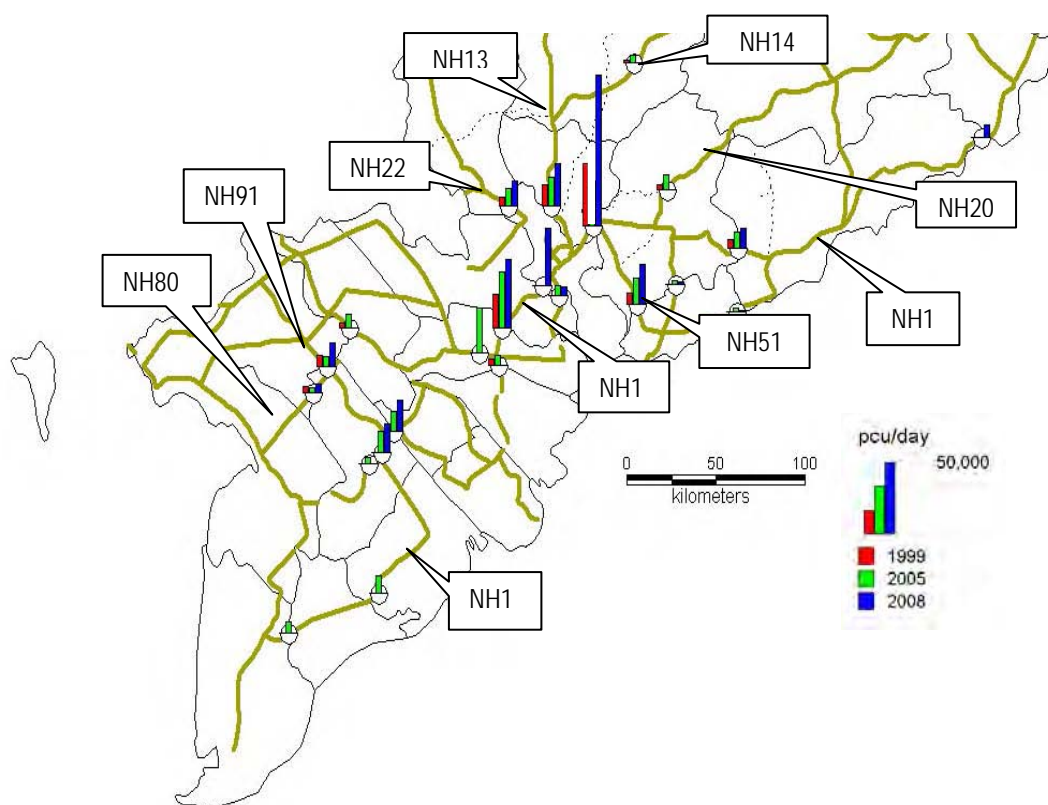 NH14
NH13
NH22
NH91
NH20
NH80
NH1
NH51
NH1
pcu/day
50,000
0 50 100
kilometers
1999
2005
2008
NH1